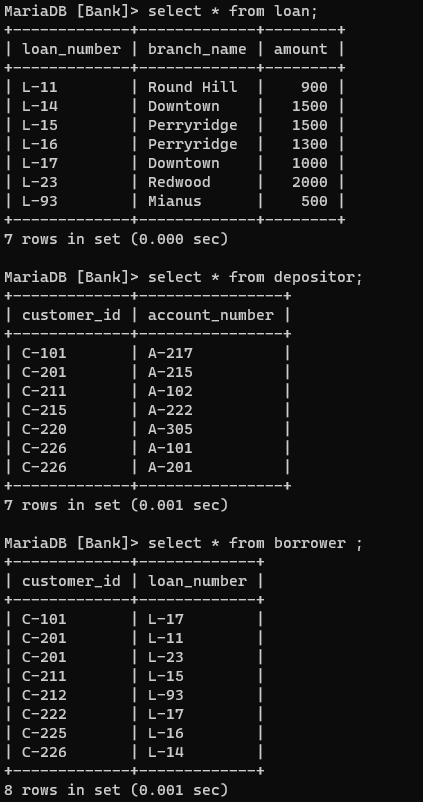 MariaDB [Bank]> select * from loan;
+-------------+-------------+--------+
| loan_number | branch_name | amount |
+-------------+-------------+--------+
| L-11        | Round Hill  |    900 |
| L-14        | Downtown    |   1500 |
| L-15        | Perryridge  |   1500 |
| L-16        | Perryridge  |   1300 |
| L-17        | Downtown    |   1000 |
| L-23        | Redwood     |   2000 |
| L-93        | Mianus      |    500 |
+-------------+-------------+--------+
7 rows in set (0.000 sec)

MariaDB [Bank]> select * from depositor;
+-------------+----------------+
| customer_id | account_number |
+-------------+----------------+
| C-101       | A-217          |
| C-201       | A-215          |
| C-211       | A-102          |
| C-215       | A-222          |
| C-220       | A-305          |
| C-226       | A-101          |
| C-226       | A-201          |
+-------------+----------------+
7 rows in set (0.001 sec)

MariaDB [Bank]> select * from borrower ;
+-------------+-------------+
| customer_id | loan_number |
+-------------+-------------+
| C-101       | L-17        |
| C-201       | L-11        |
| C-201       | L-23        |
| C-211       | L-15        |
| C-212       | L-93        |
| C-222       | L-17        |
| C-225       | L-16        |
| C-226       | L-14        |
+-------------+-------------+
8 rows in set (0.001 sec)